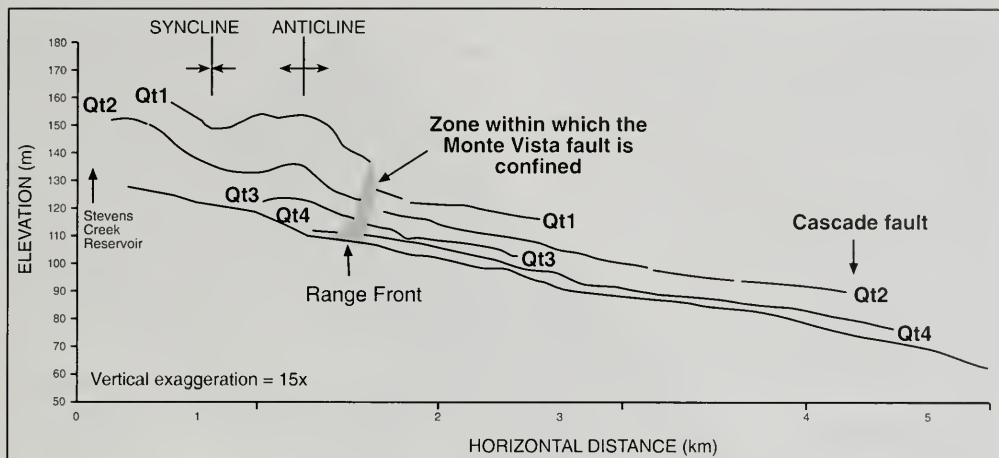 SYNCLINE ANTICLINE
180
170
160
150
140
130
120
110
100
90
80
70
60
50
ELEVATION (m)
Qt2
Qt1
Zone within which the
Monte Vista fault is
confined
Stevens
Creek
Reservoir
Qt3
Qt4
Range Front
Qt1
Qt3
Cascade fault
Qt2
Qt4
Vertical exaggeration = 15x
0 1 2 3 4 5
HORIZONTAL DISTANCE (km)